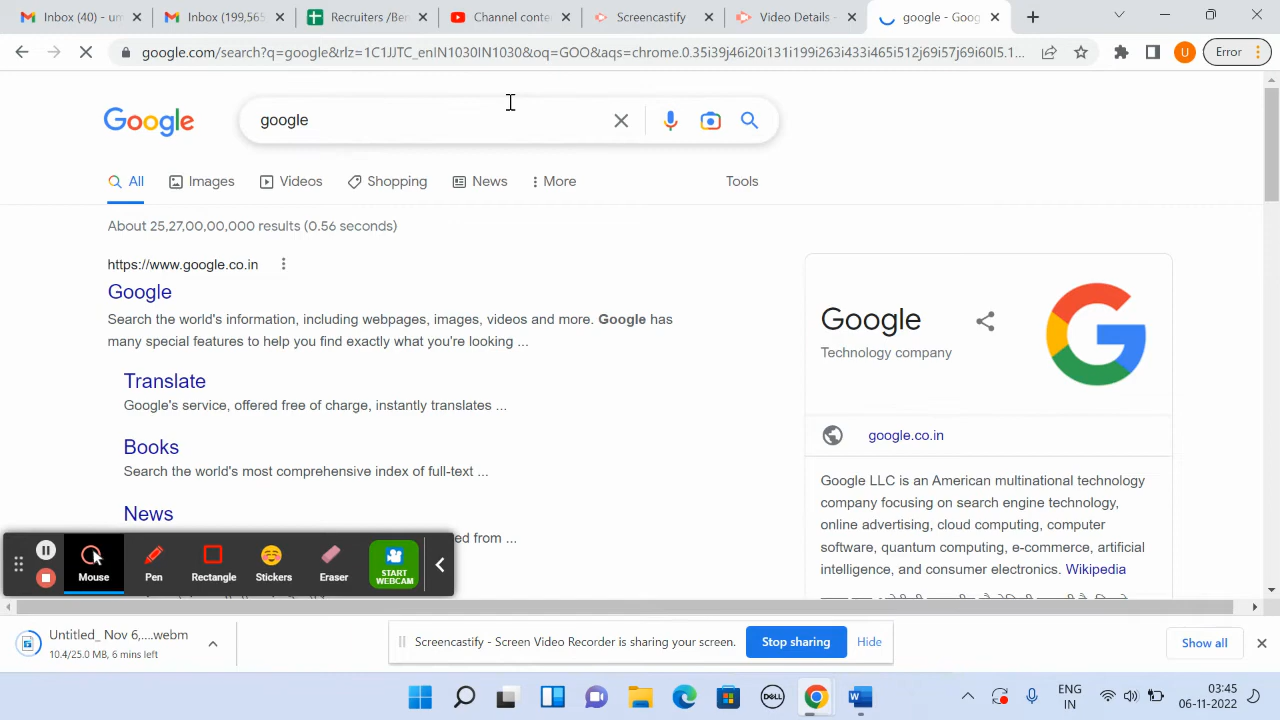 Inbox (40) - um
Inbox (199,565
Recruiters /Ber
Channel conte
Screencastify
Video Details -
google - Goog
google.com/search?q=google&rlz=1C1JJTC_enIN1030IN1030&oq=GOO&aqs=chrome.0.35i39j46i20i131i199i263i433i465i512j69i57j69i60l5.1...
U
Error
Google
google
All
Images
Videos
Shopping
News
More
Tools
About 25,27,00,00,000 results (0.56 seconds)
https://www.google.co.in
Google
Search the world's information, including webpages, images, videos and more. Google has
many special features to help you find exactly what you're looking ...
Translate
Google's service, offered free of charge, instantly translates ...
Books
Search the world's most comprehensive index of full-text ...
News
ed from ...
Google
Technology company
google.co.in
Google LLC is an American multinational technology
company focusing on search engine technology,
online advertising, cloud computing, computer
software, quantum computing, e-commerce, artificial
intelligence, and consumer electronics. Wikipedia
Mouse
Pen
Rectangle
Stickers
Eraser
START
WEBCAM
Untitled_ Nov 6,....webm
10.4/25.0 MB, 6 mins left
Screencastify - Screen Video Recorder is sharing your screen.
Stop sharing
Hide
Show all
DELL
W
ENG
IN
03:45
06-11-2022